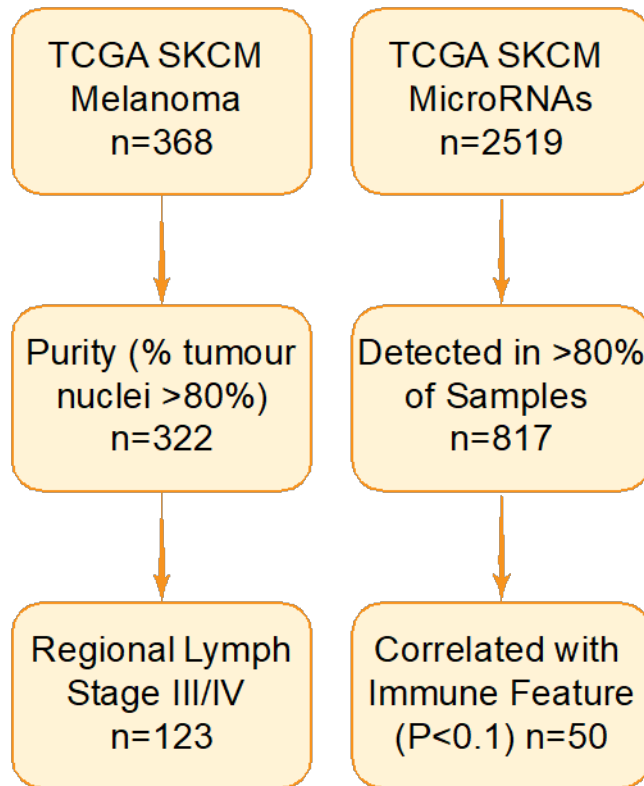 TCGA SKCM
Melanoma
n=368
Purity (% tumour
nuclei >80%)
n=322
Regional Lymph
Stage III/IV
n=123
TCGA SKCM
MicroRNAs
n=2519
Detected in >80%
of Samples
n=817
Correlated with
Immune Feature
(P<0.1) n=50